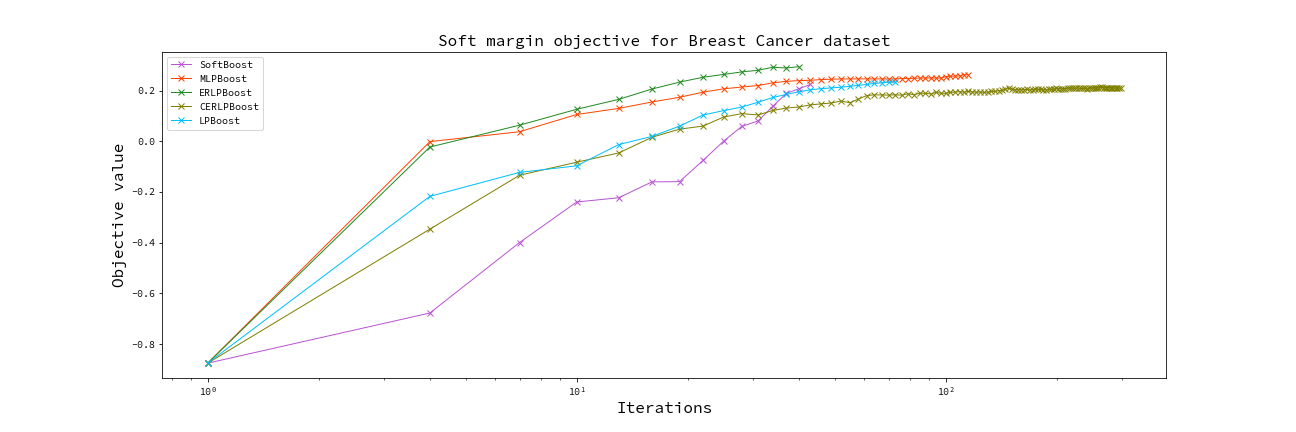 Soft margin objective for Breast Cancer dataset
SoftBoost
MLPBoost
ERLPBoost
CERLPBoost
LPBoost
Objective value
0.2
0.0
−0.2
−0.4
−0.6
−0.8
10⁰
10¹
10²
Iterations